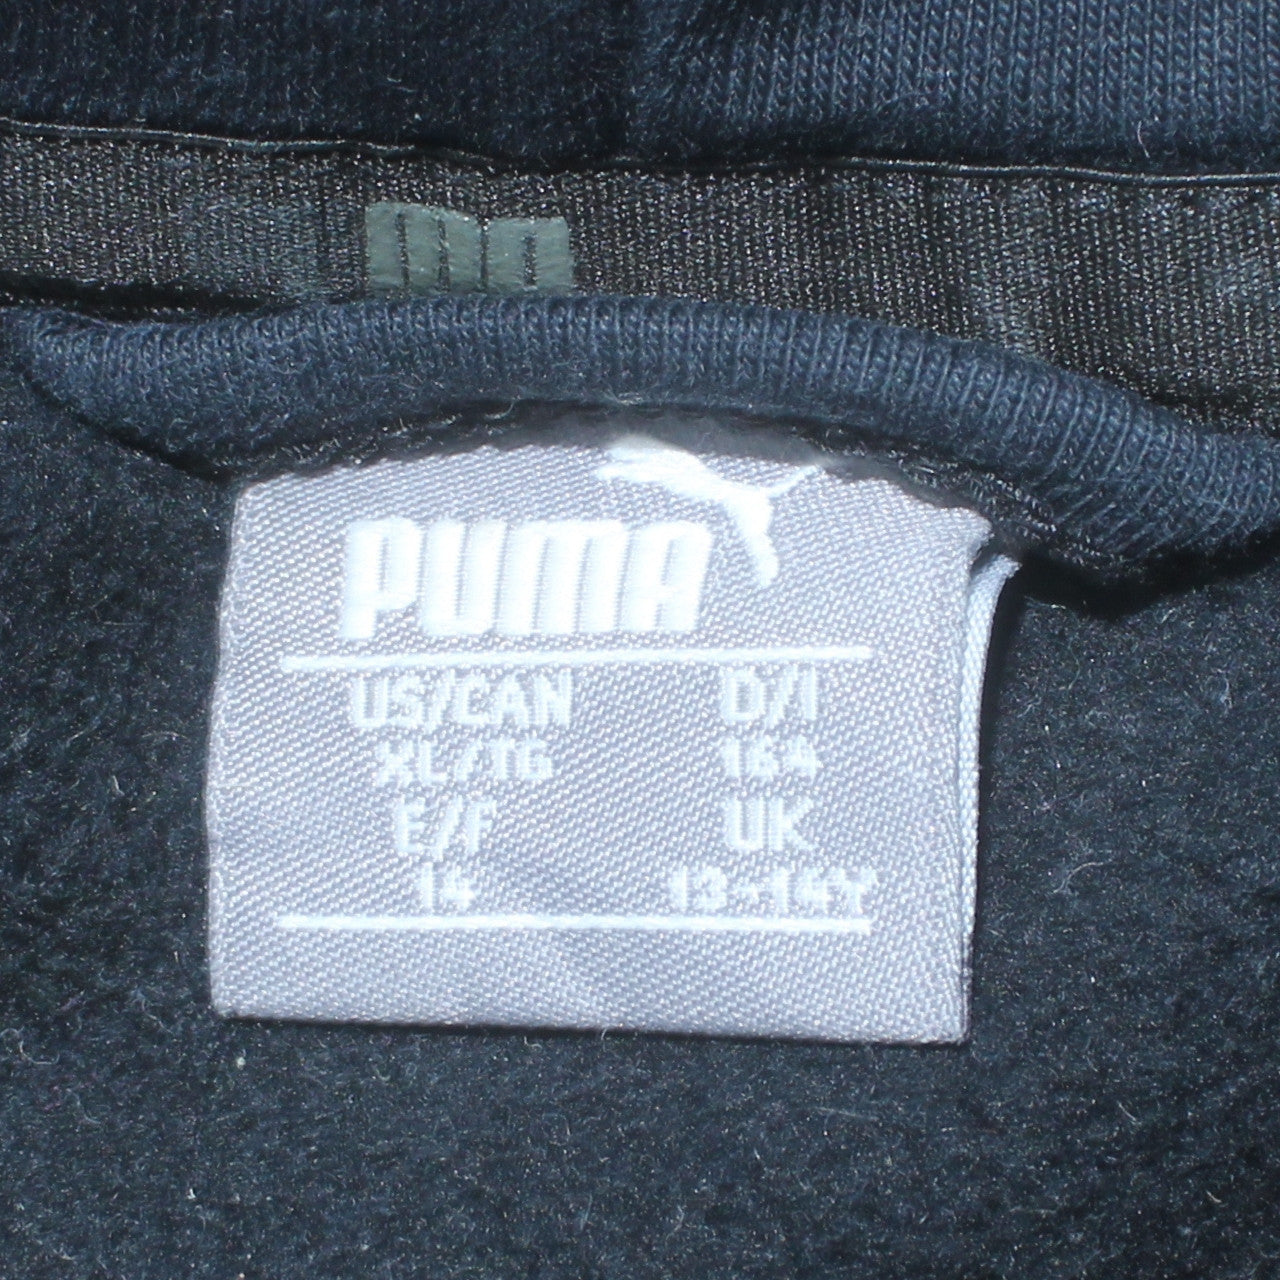 PUMA
US/CAN D/I
XL/TG 164
E/F UK
14 13-14Y